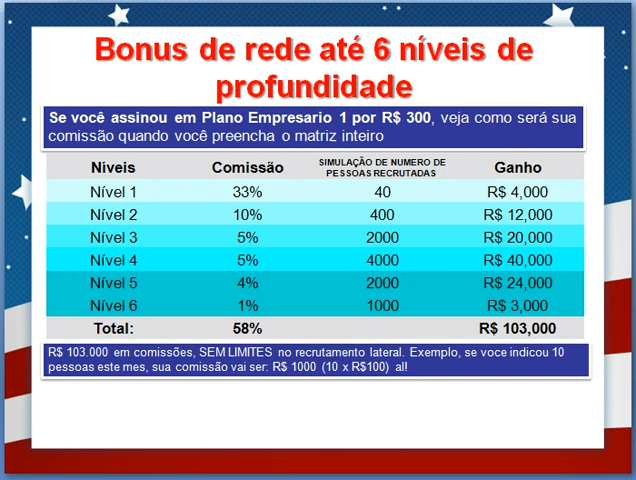 Bonus de rede até 6 níveis de
profundidade
Se você assinou em Plano Empresario 1 por R$ 300, veja como será sua
comissão quando você preencha o matriz inteiro
Níveis Comissão SIMULAÇÃO DE NUMERO DE PESSOAS RECRUTADAS Ganho
Nível 1 33% 40 R$ 4,000
Nível 2 10% 400 R$ 12,000
Nível 3 5% 2000 R$ 20,000
Nível 4 5% 4000 R$ 40,000
Nível 5 4% 2000 R$ 24,000
Nível 6 1% 1000 R$ 3,000
Total: 58% R$ 103,000
R$ 103.000 em comissões, SEM LIMITES no recrutamento lateral. Exemplo, se voce indicou 10
pessoas este mes, sua comissão vai ser: R$ 1000 (10 x R$100) al!